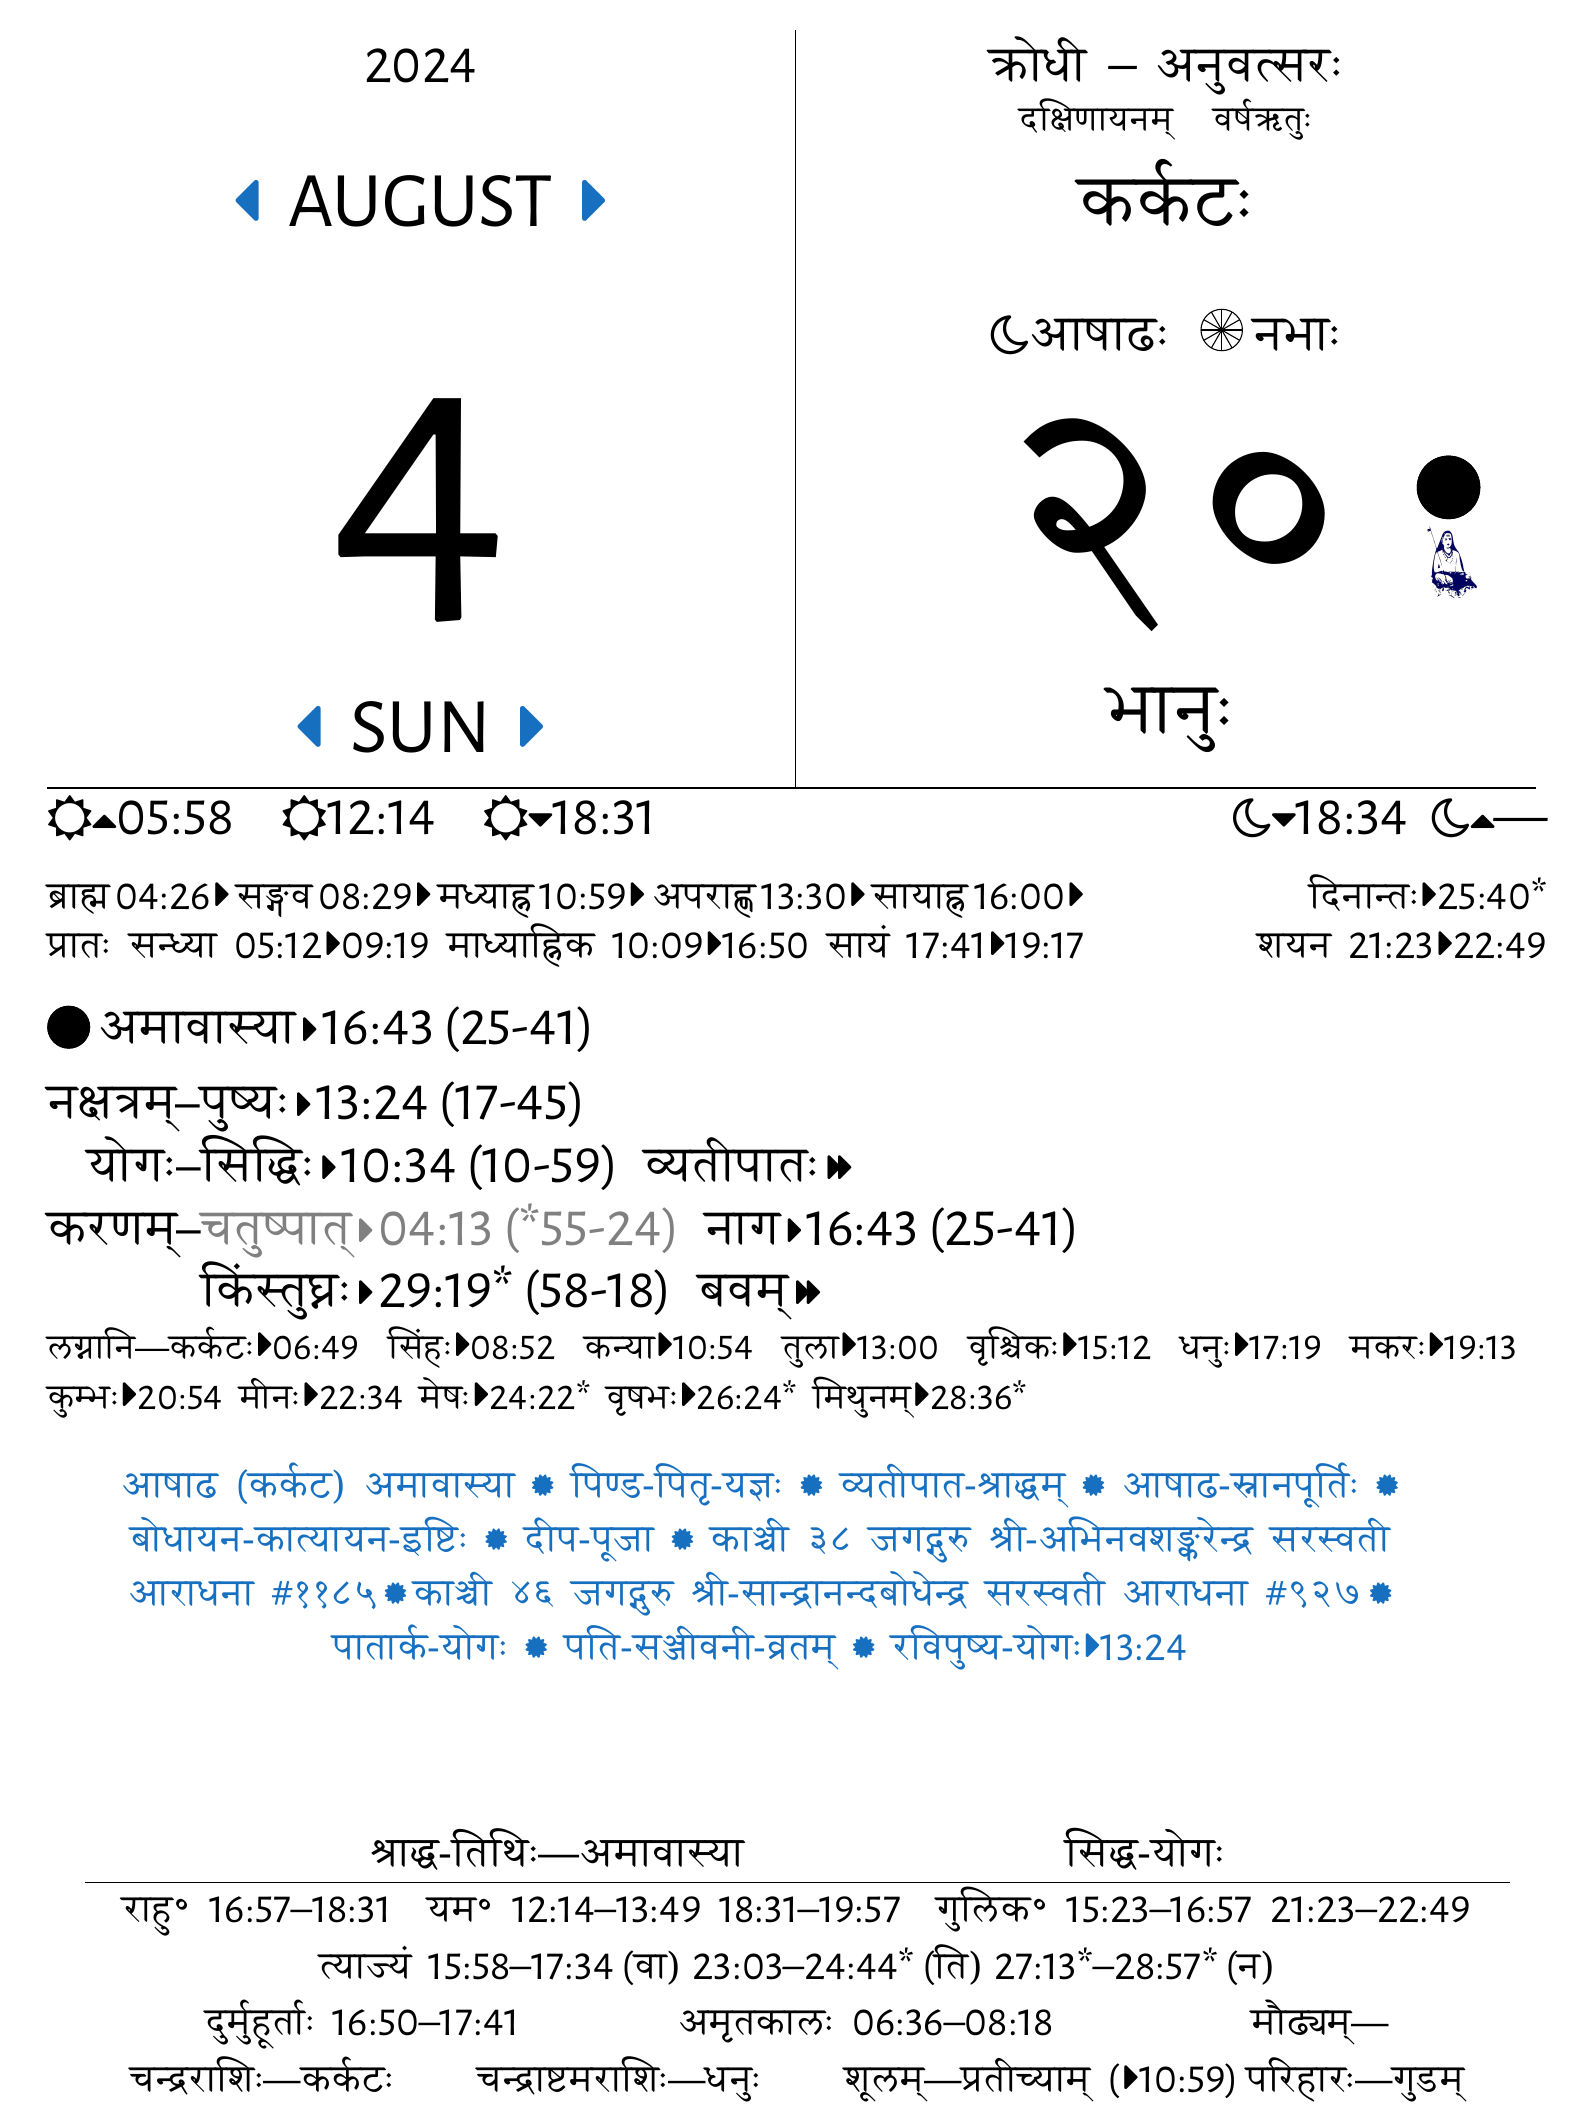 2024
AUGUST
4
SUN
क्रोधी – अनुवत्सरः
दक्षिणायनम् वर्षऋतुः
कर्कटः
आषाढः नभाः
२०
भानुः
05:58 12:14 18:31 18:34 —
ब्राह्म 04:26 सङ्गव 08:29 मध्याह्न 10:59 अपराह्ण 13:30 सायाह्न 16:00 दिनान्तः 25:40*
प्रातः सन्ध्या 05:12 09:19 माध्याह्निक 10:09 16:50 सायं 17:41 19:17 शयन 21:23 22:49
अमावास्या 16:43 (25-41)
नक्षत्रम्–पुष्यः 13:24 (17-45)
योगः–सिद्धिः 10:34 (10-59) व्यतीपातः
करणम्–चतुष्पात् 04:13 (*55-24) नाग 16:43 (25-41)
किंस्तुघ्नः 29:19* (58-18) बवम्
लग्नानि—कर्कटः 06:49 सिंहः 08:52 कन्या 10:54 तुला 13:00 वृश्चिकः 15:12 धनुः 17:19 मकरः 19:13
कुम्भः 20:54 मीनः 22:34 मेषः 24:22* वृषभः 26:24* मिथुनम् 28:36*
आषाढ (कर्कट) अमावास्या ✹ पिण्ड-पितृ-यज्ञः ✹ व्यतीपात-श्राद्धम् ✹ आषाढ-स्नानपूर्तिः ✹
बोधायन-कात्यायन-इष्टिः ✹ दीप-पूजा ✹ काञ्ची ३८ जगद्गुरु श्री-अभिनवशङ्करेन्द्र सरस्वती
आराधना #११८५ ✹ काञ्ची ४६ जगद्गुरु श्री-सान्द्रानन्दबोधेन्द्र सरस्वती आराधना #९२७ ✹
पातार्क-योगः ✹ पति-सञ्जीवनी-व्रतम् ✹ रविपुष्य-योगः 13:24
श्राद्ध-तिथिः—अमावास्या सिद्ध-योगः
राहु॰ 16:57–18:31 यम॰ 12:14–13:49 18:31–19:57 गुलिक॰ 15:23–16:57 21:23–22:49
त्याज्यं 15:58–17:34 (वा) 23:03–24:44* (ति) 27:13*–28:57* (न)
दुर्मुहूर्ताः 16:50–17:41 अमृतकालः 06:36–08:18 मौढ्यम्—
चन्द्रराशिः—कर्कटः चन्द्राष्टमराशिः—धनुः शूलम्—प्रतीच्याम् (10:59) परिहारः—गुडम्